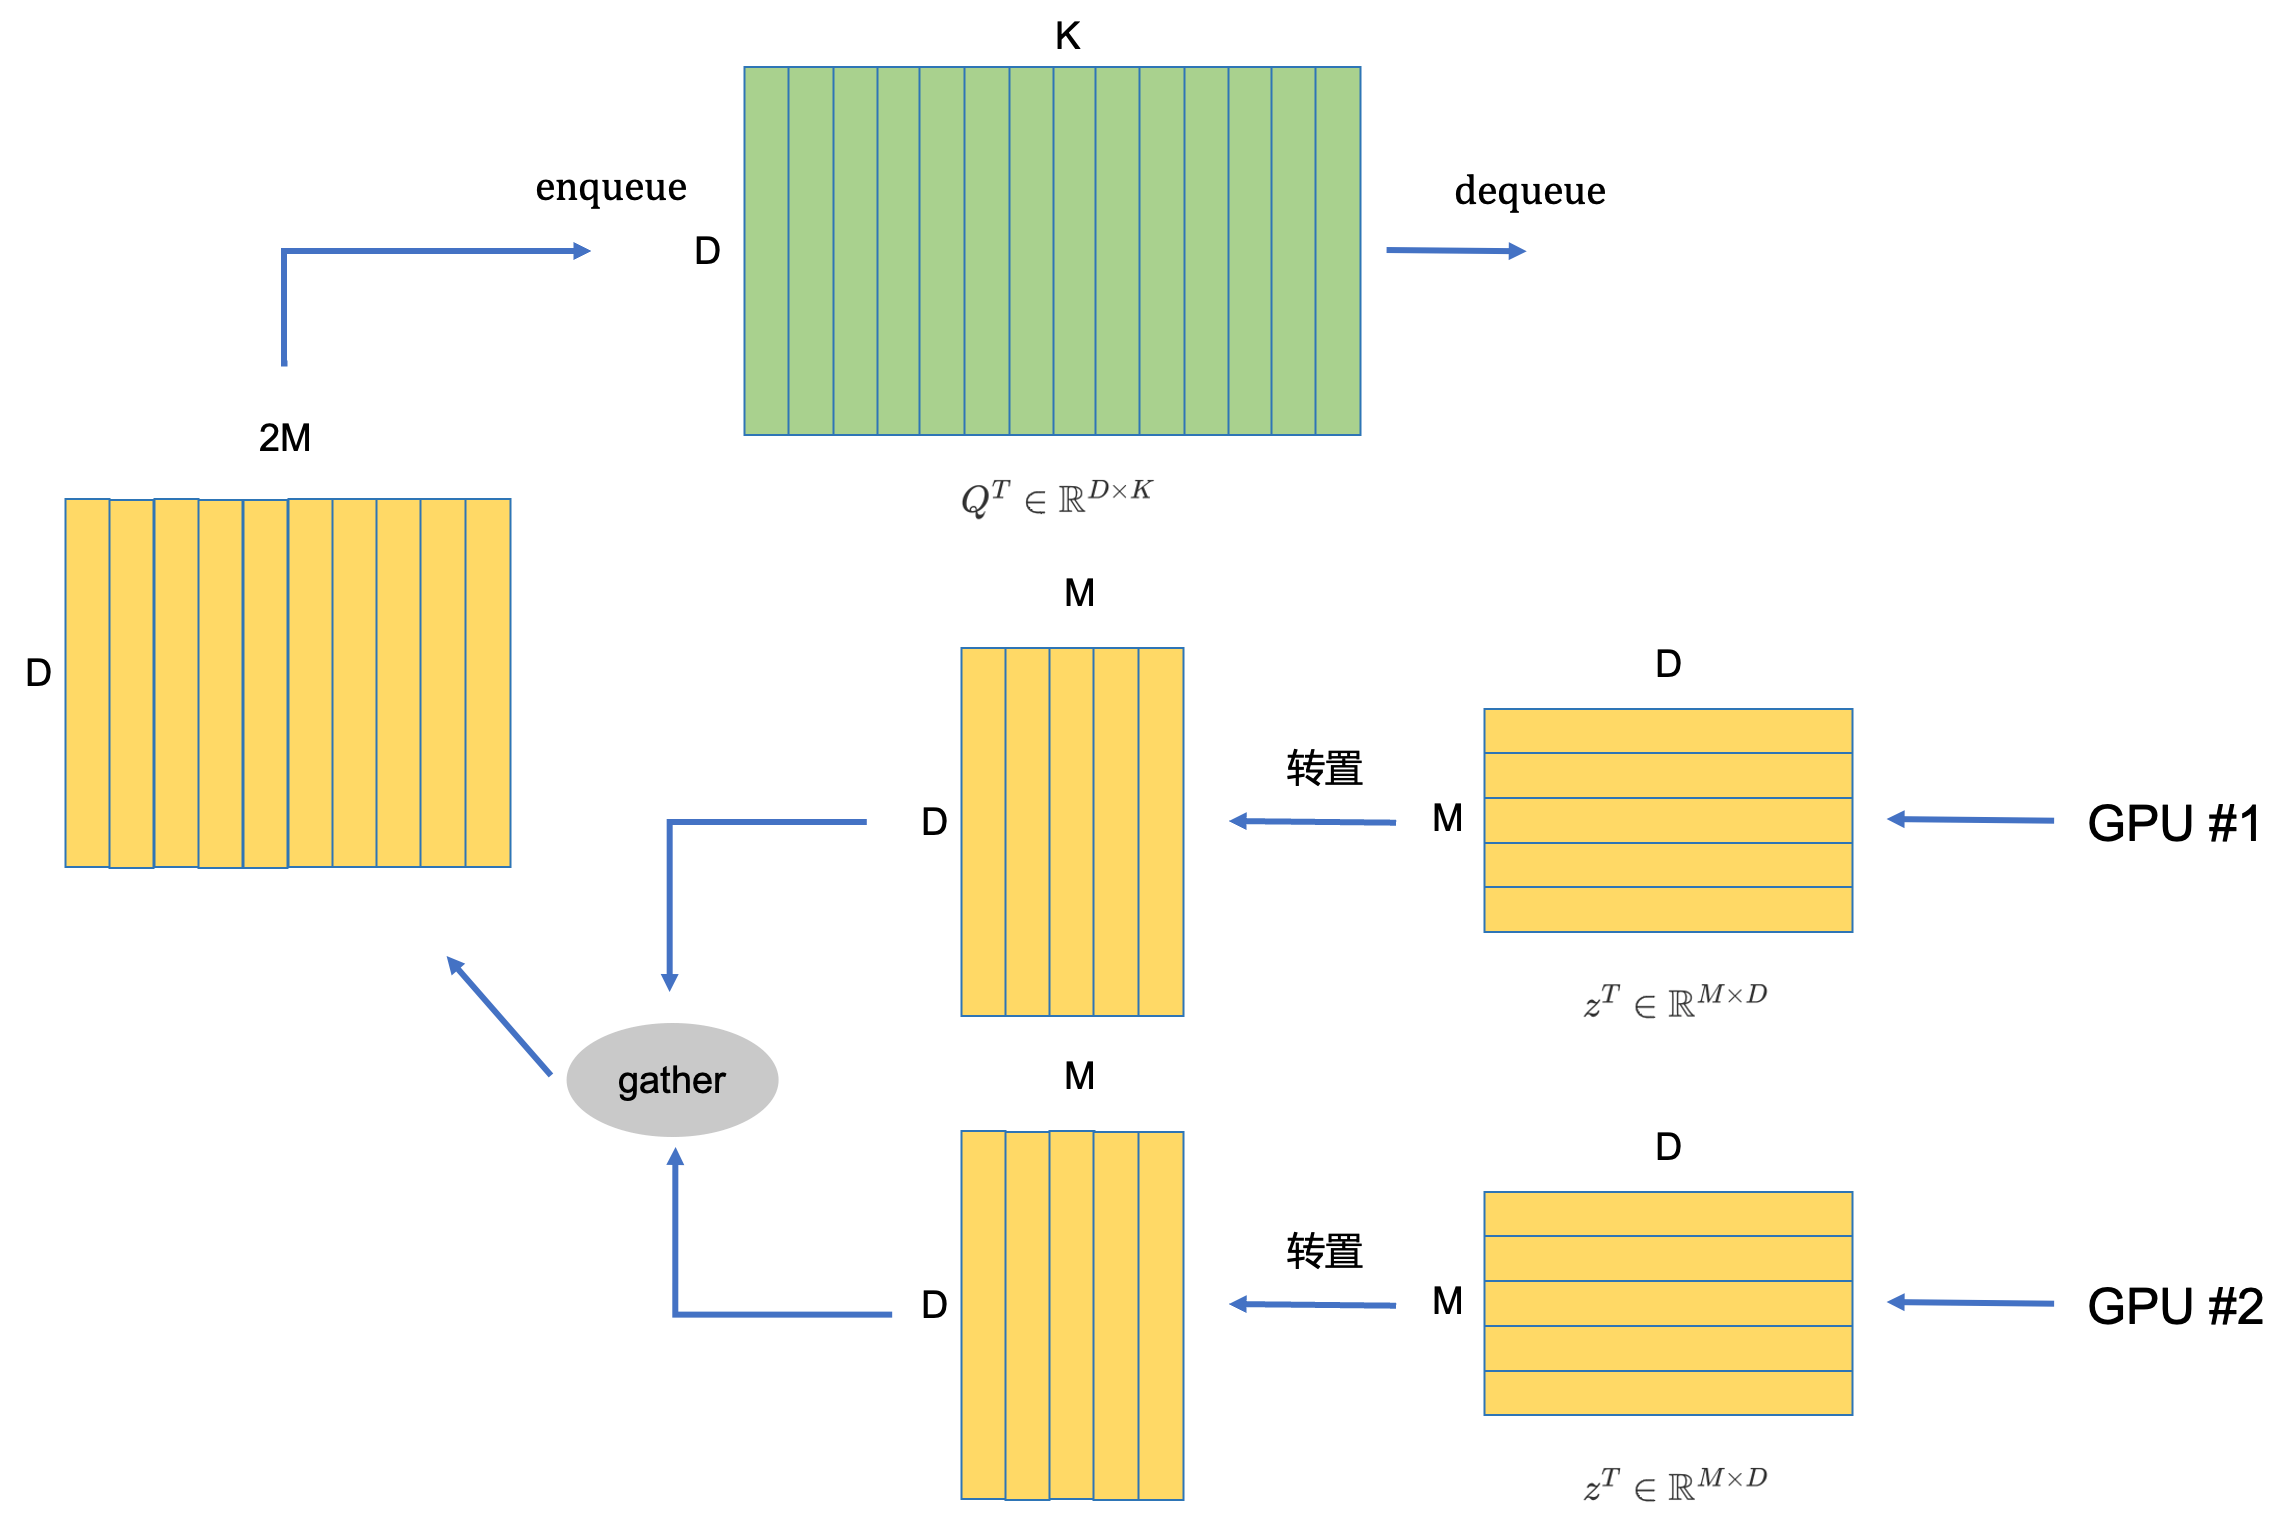 K
enqueue
dequeue
D
2M
$Q^T \in \mathbb{R}^{D \times K}$
M
D
D
转置
D
M
GPU #1
$z^T \in \mathbb{R}^{M \times D}$
gather
M
D
转置
D
M
GPU #2
$z^T \in \mathbb{R}^{M \times D}$